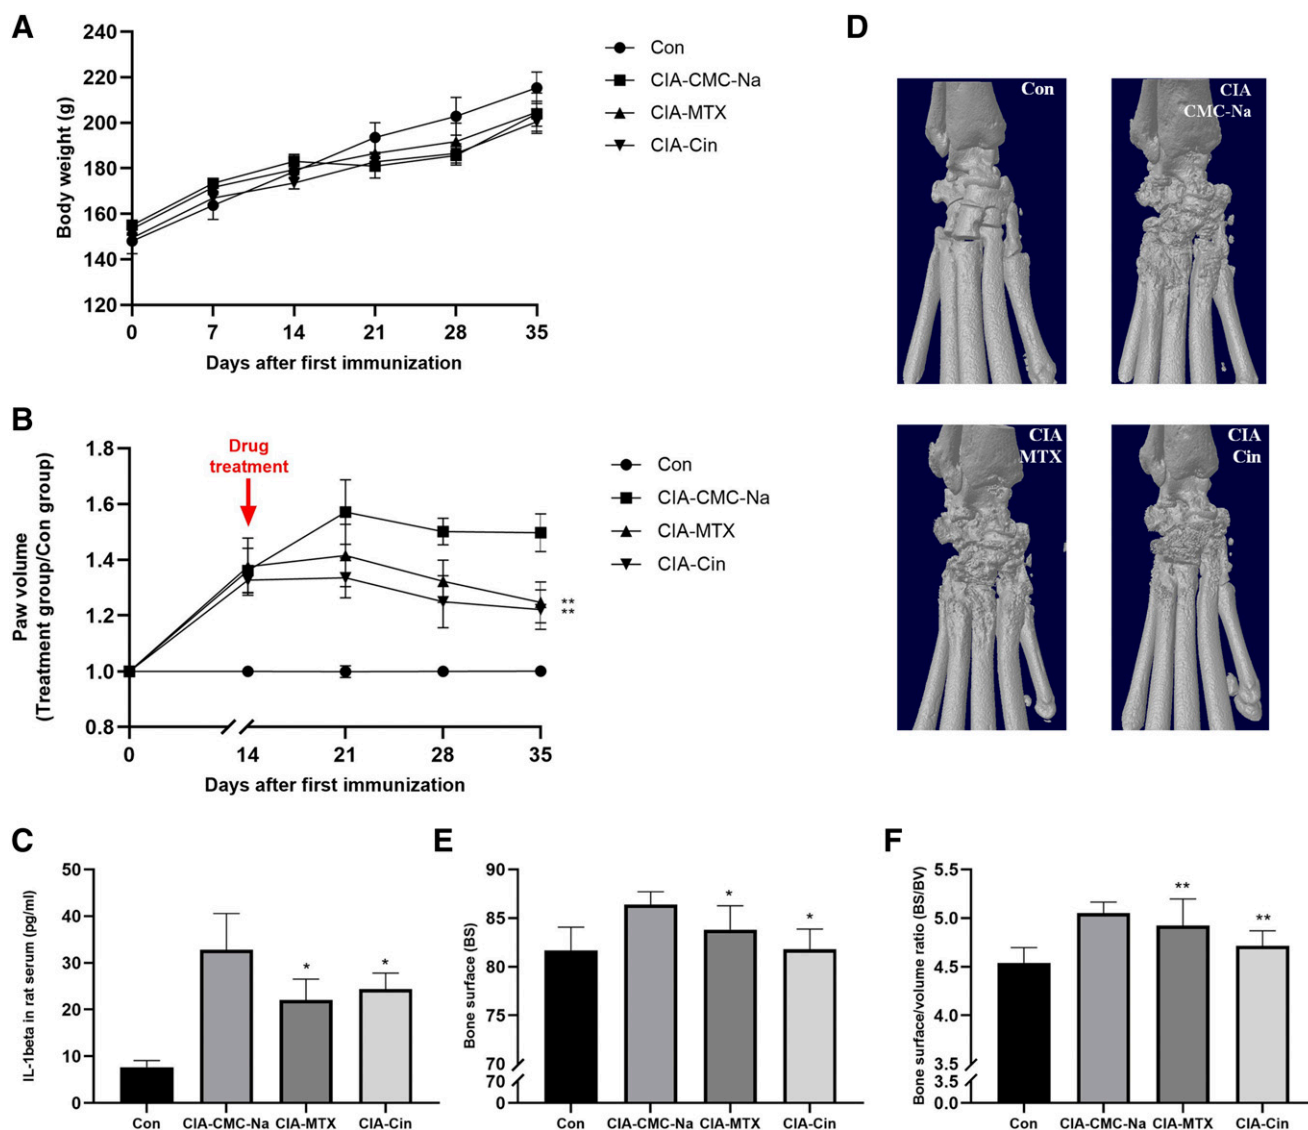 A
240
220
200
180
160
140
120
0
7
14
21
28
35
Body weight (g)
Days after first immunization
Con
CIA-CMC-Na
CIA-MTX
CIA-Cin
B
1.8
1.6
1.4
1.2
1.0
0.8
0
14
21
28
35
Paw volume
(Treatment group/Con group)
Days after first immunization
Drug
treatment
**
**
Con
CIA-CMC-Na
CIA-MTX
CIA-Cin
D
Con
CIA
CMC-Na
CIA
MTX
CIA
Cin
C
50
40
30
20
10
0
IL-1beta in rat serum (pg/ml)
*
*
Con
CIA-CMC-Na
CIA-MTX
CIA-Cin
E
90
85
80
75
70
70
0
Bone surface (BS)
*
*
Con
CIA-CMC-Na
CIA-MTX
CIA-Cin
F
5.5
5.0
4.5
4.0
3.5
3.5
0.0
Bone surface/volume ratio (BS/BV)
**
**
Con
CIA-CMC-Na
CIA-MTX
CIA-Cin